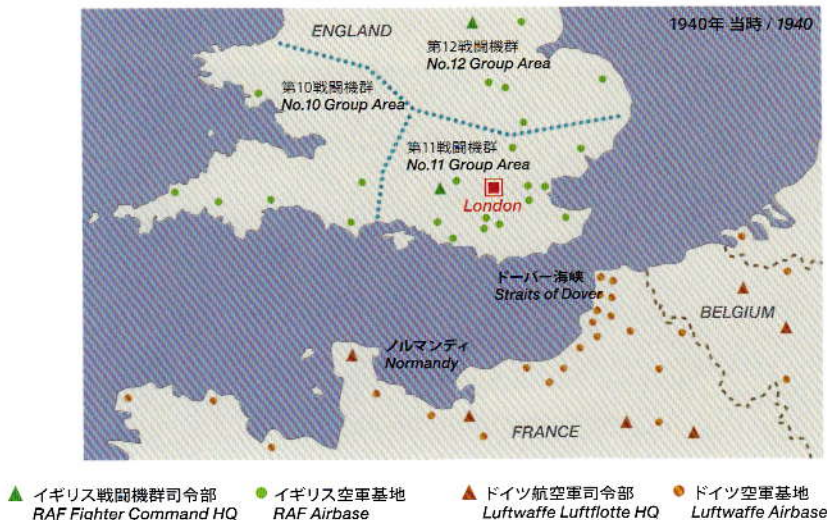 1940年 当時 / 1940
ENGLAND
第12戦闘機群
No.12 Group Area
第10戦闘機群
No.10 Group Area
第11戦闘機群
No.11 Group Area
London
ドーバー海峡
Straits of Dover
BELGIUM
ノルマンディ
Normandy
FRANCE
イギリス戦闘機群司令部
RAF Fighter Command HQ
イギリス空軍基地
RAF Airbase
ドイツ航空軍司令部
Luftwaffe Luftflotte HQ
ドイツ空軍基地
Luftwaffe Airbase